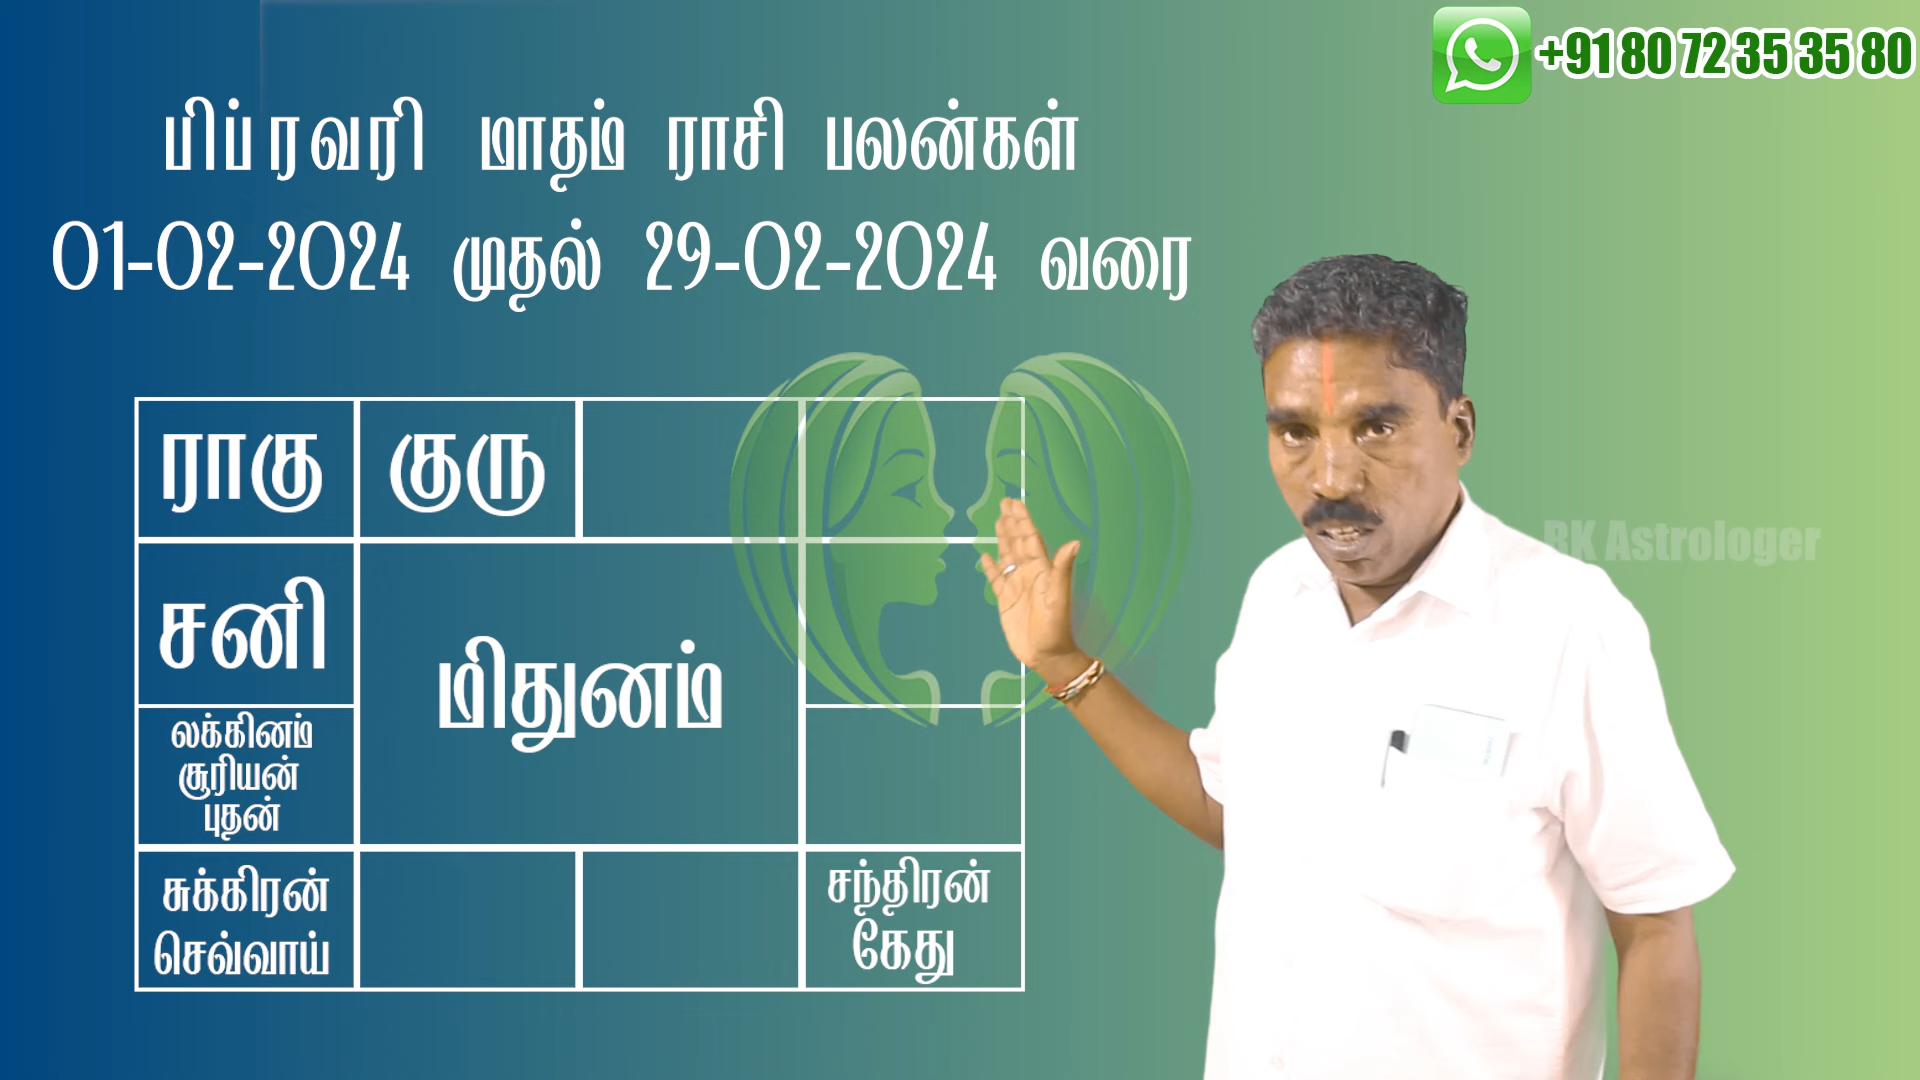 +91 80 72 35 35 80
பிப்ரவரி மாதம் ராசி பலன்கள்
01-02-2024 முதல் 29-02-2024 வரை
ராகு
குரு
சனி
மிதுனம்
லக்கினம்
சூரியன்
புதன்
சுக்கிரன்
செவ்வாய்
சந்திரன்
கேது
RK Astrologer